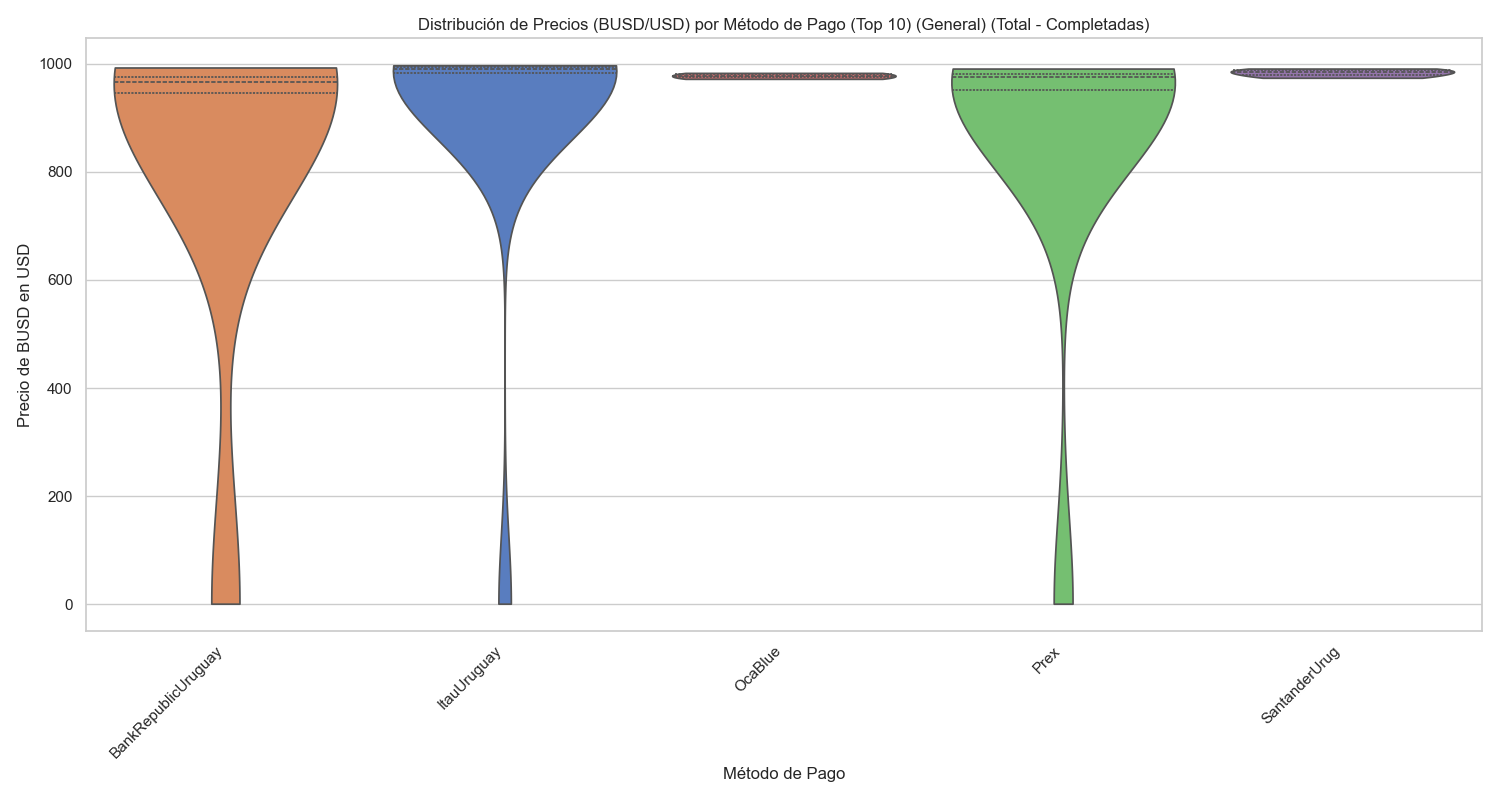 Distribución de Precios (BUSD/USD) por Método de Pago (Top 10) (General) (Total - Completadas)
Precio de BUSD en USD
1000
800
600
400
200
0
BankRepublicUruguay
ItauUruguay
OcaBlue
Prex
SantanderUrug
Método de Pago